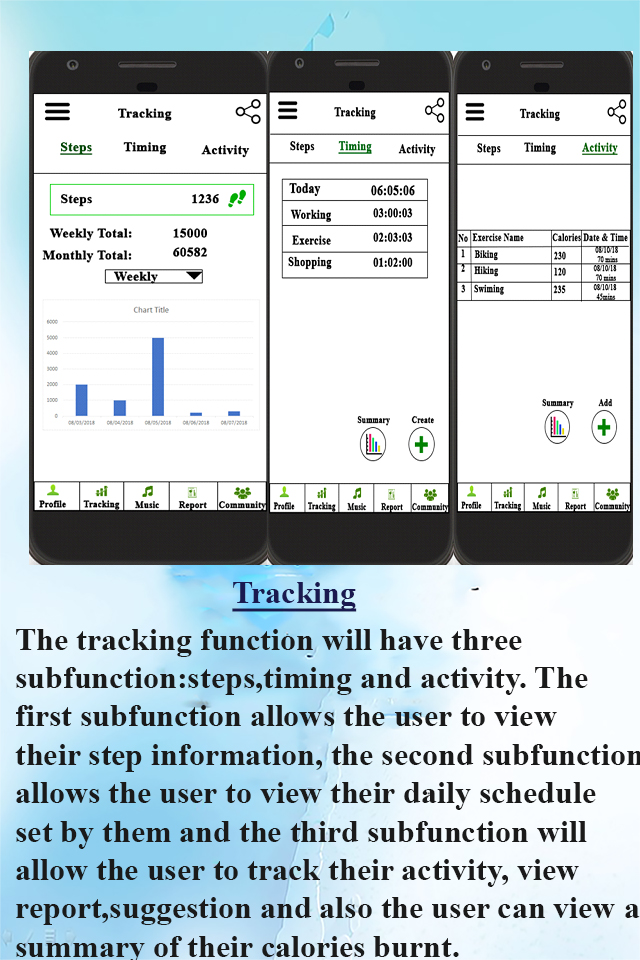 Tracking
Steps Timing Activity
Steps 1236
Weekly Total: 15000
Monthly Total: 60582
Weekly
Chart Title
6000
5000
4000
3000
2000
1000
0
08/03/2018 08/04/2018 08/05/2018 08/06/2018 08/07/2018
Profile Tracking Music Report Community
Tracking
Steps Timing Activity
Today 06:05:06
Working 03:00:03
Exercise 02:03:03
Shopping 01:02:00
Summary Create
Profile Tracking Music Report Community
Tracking
Steps Timing Activity
No Exercise Name Calories Date & Time
1 Biking 230 08/10/18 70 mins
2 Hiking 120 08/10/18 70 mins
3 Swiming 235 08/10/18 45mins
Summary Add
Profile Tracking Music Report Community
Tracking
The tracking function will have three
subfunction:steps,timing and activity. The
first subfunction allows the user to view
their step information, the second subfunction
allows the user to view their daily schedule
set by them and the third subfunction will
allow the user to track their activity, view
report,suggestion and also the user can view a
summary of their calories burnt.